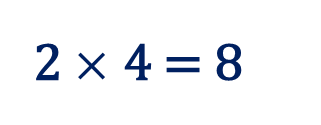 2 × 4 = 8